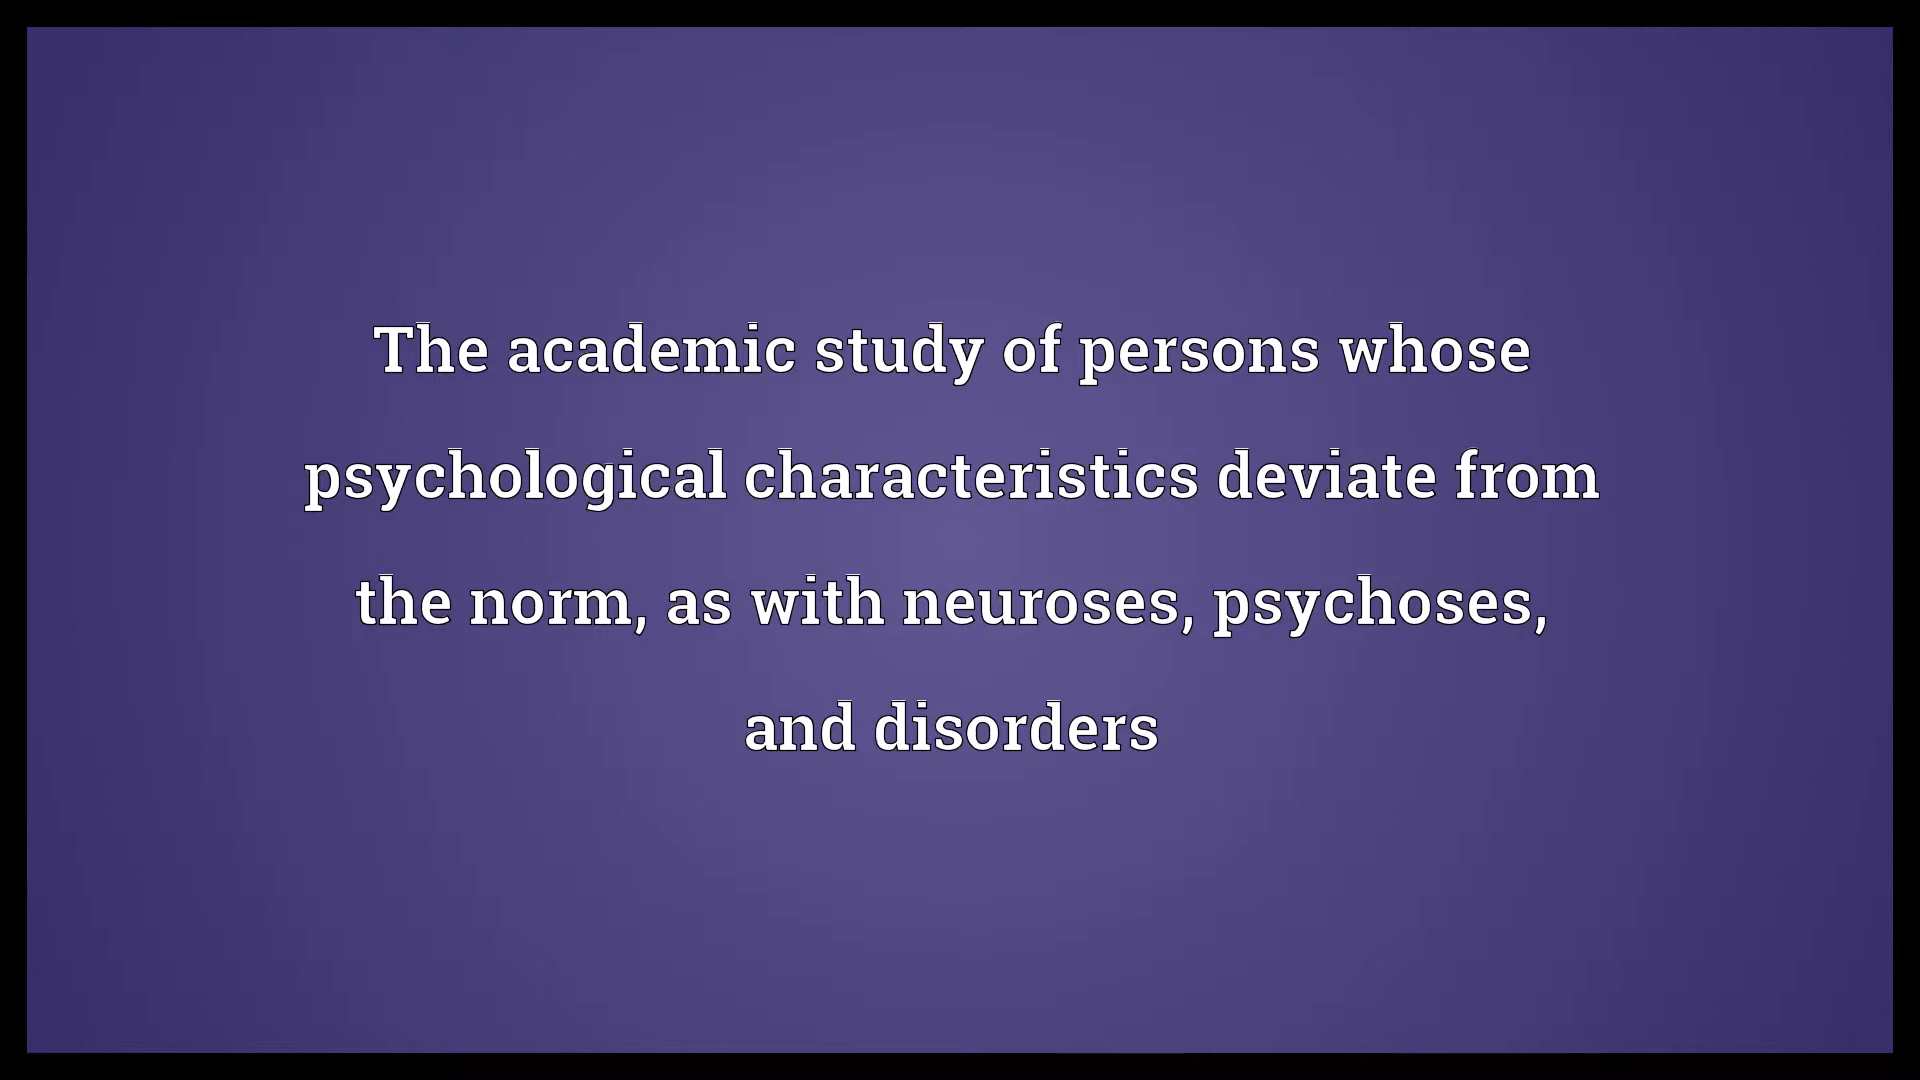 The academic study of persons whose
psychological characteristics deviate from
the norm, as with neuroses, psychoses,
and disorders